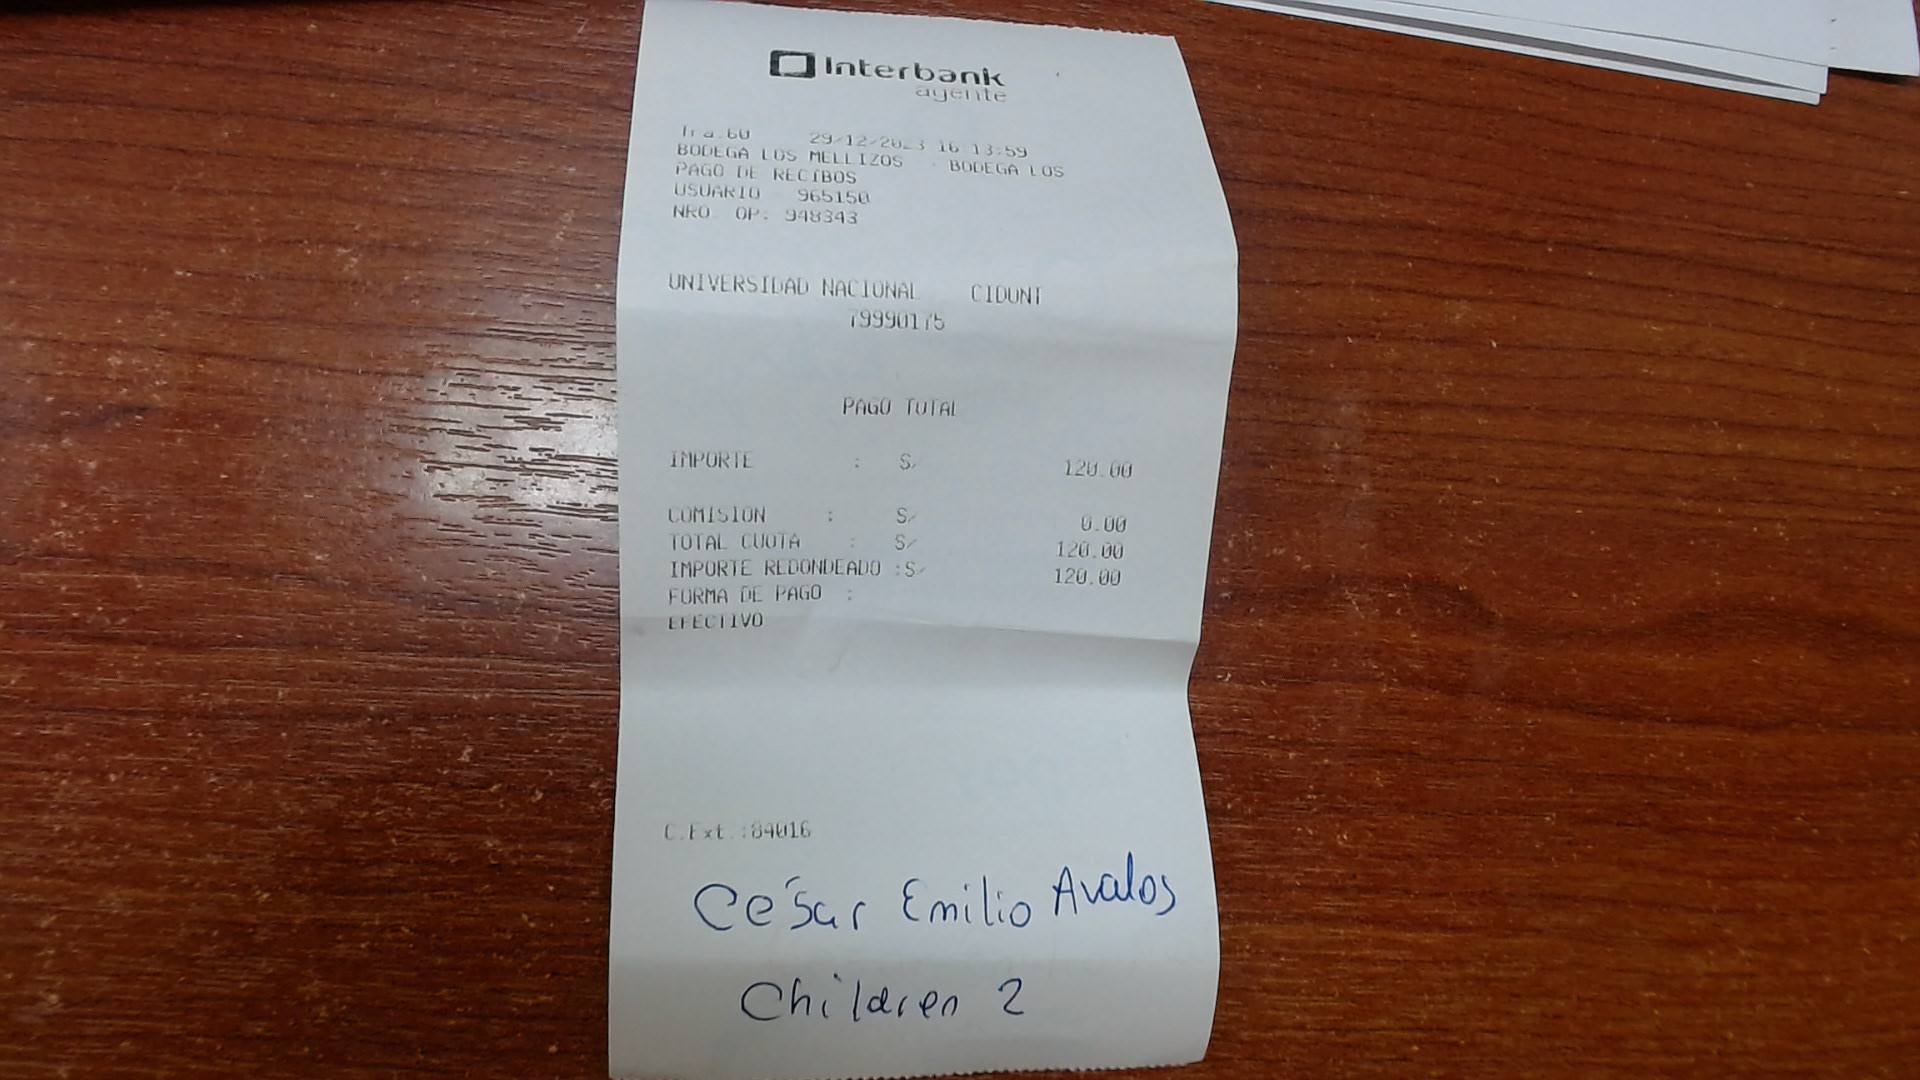 Interbank
agente
Tra.60 29/12/2023 16:13:59
BODEGA LOS MELLIZOS - BODEGA LOS
PAGO DE RECIBOS
USUARIO 965150
NRO. OP: 948343
UNIVERSIDAD NACIONAL CIDUNT
79990175
PAGO TOTAL
IMPORTE : S/ 120.00
COMISION : S/ 0.00
TOTAL CUOTA : S/ 120.00
IMPORTE REDONDEADO :S/ 120.00
FORMA DE PAGO :
EFECTIVO
C.Ext.:84016
César Emilio Avalos
Children 2